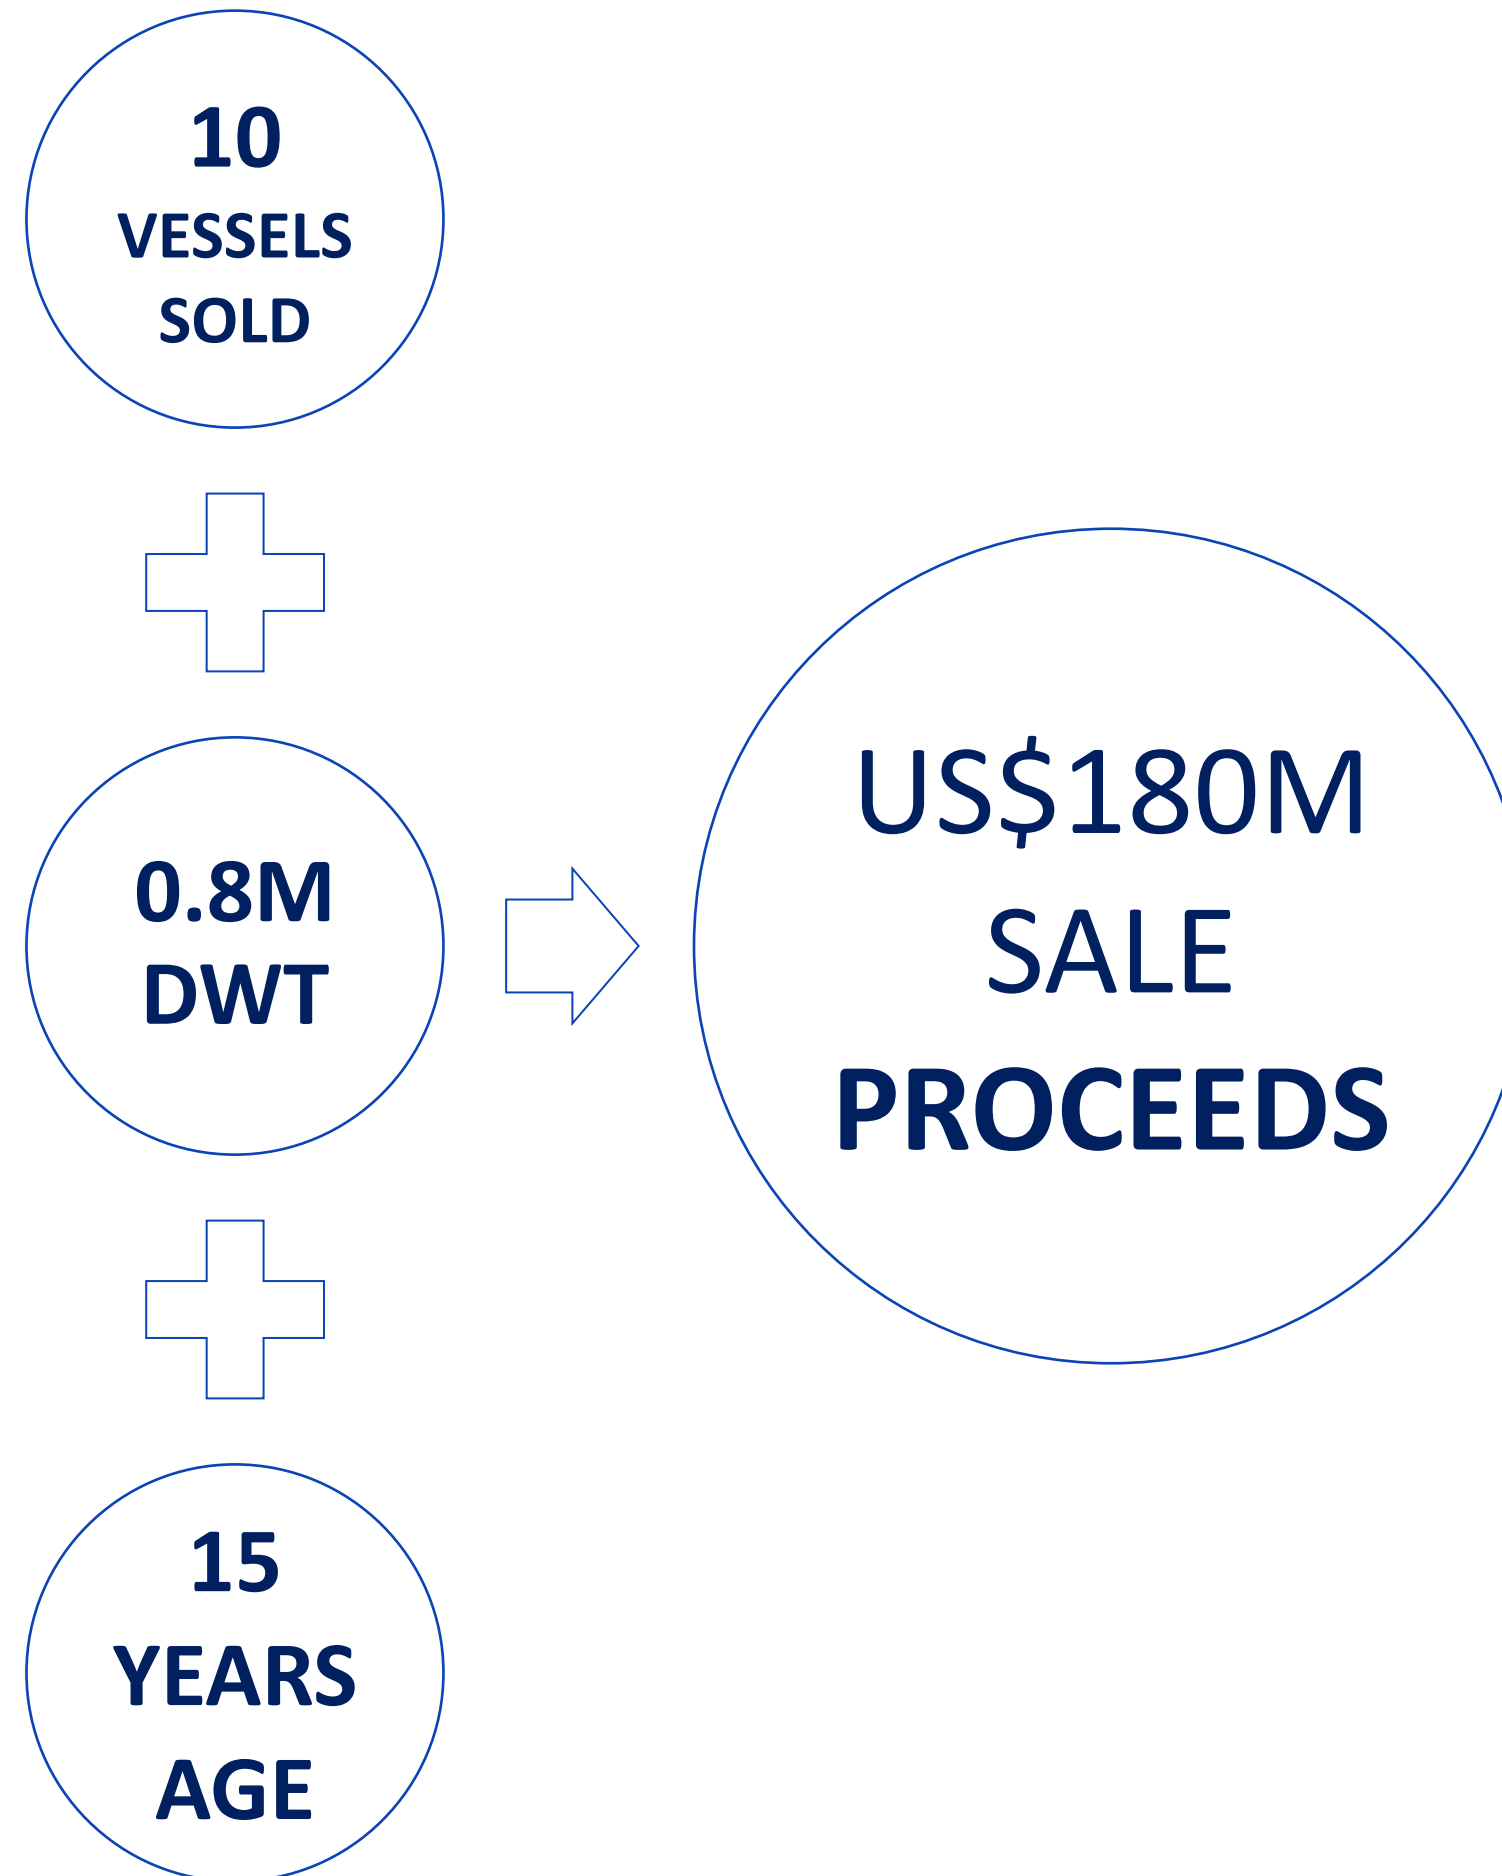 10
VESSELS
SOLD
0.8M
DWT
15
YEARS
AGE
US$180M
SALE
PROCEEDS